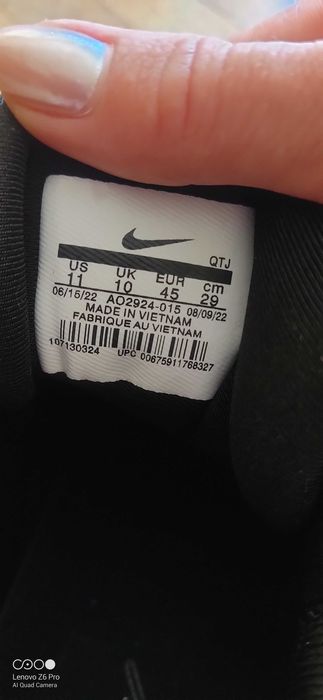 QTJ
US UK EUR cm
11 10 45 29
06/15/22 AO2924-015 08/09/22
MADE IN VIETNAM
FABRIQUE AU VIETNAM
107130324 UPC 00675911768327
Lenovo Z6 Pro
AI Quad Camera